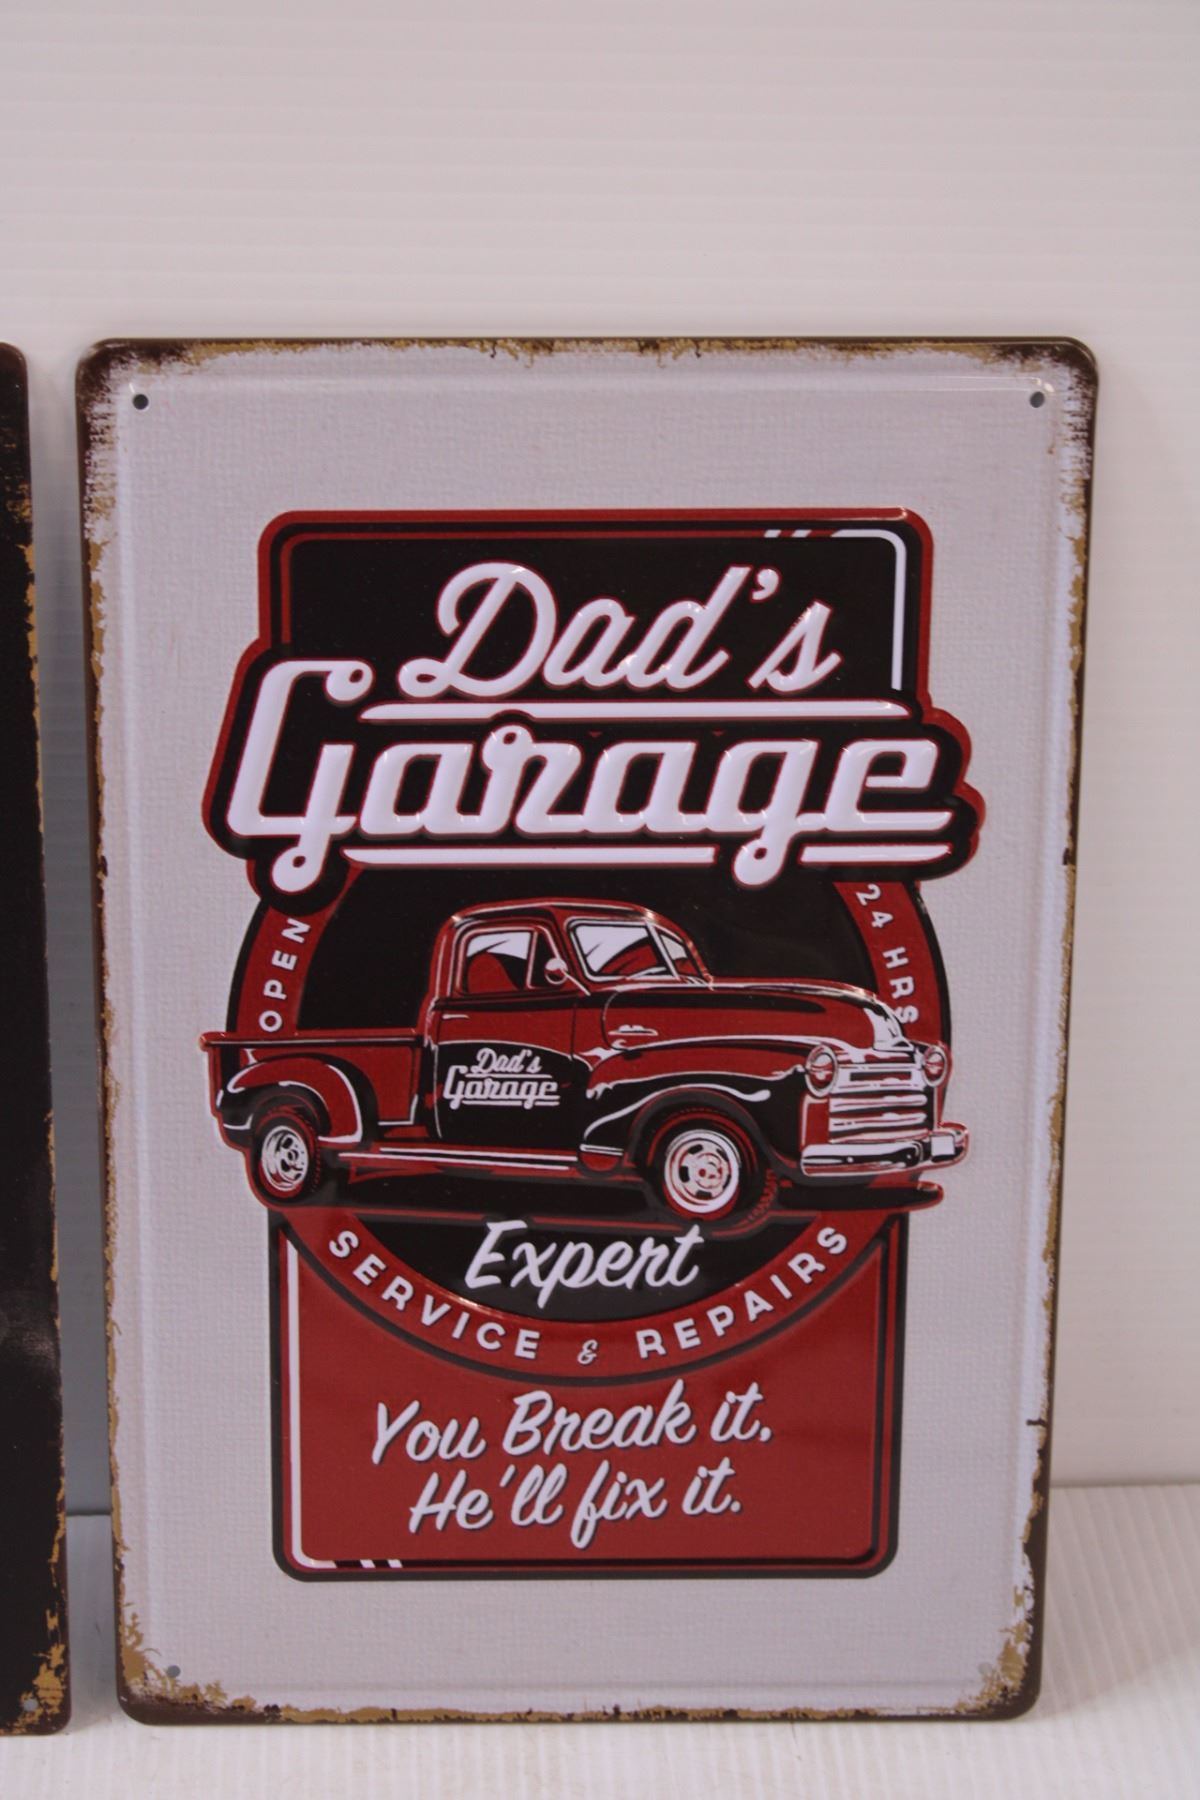 Dad's
Garage
OPEN
24 HRS
Dad's
Garage
Expert
SERVICE & REPAIRS
You Break it,
He'll fix it.